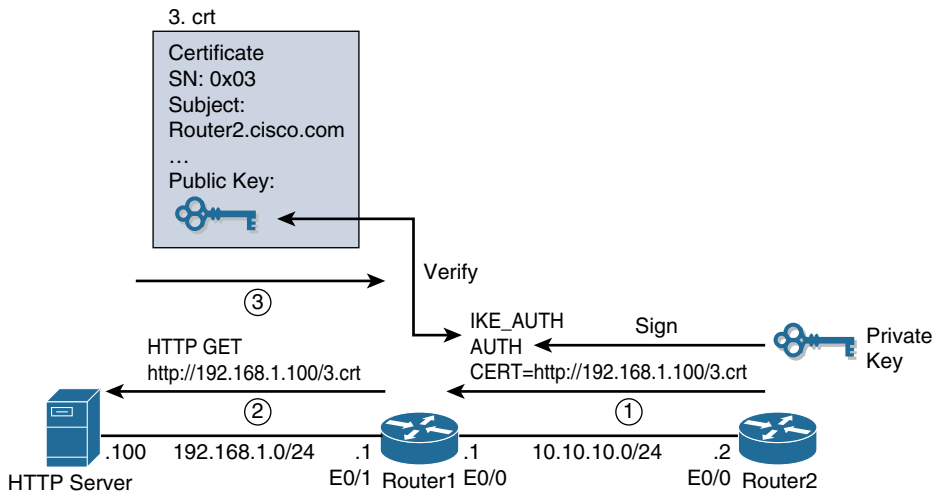 3. crt
Certificate
SN: 0x03
Subject:
Router2.cisco.com
...
Public Key:
Verify
3
IKE_AUTH
AUTH
CERT=http://192.168.1.100/3.crt
Sign
Private
Key
HTTP GET
http://192.168.1.100/3.crt
2
1
.100
192.168.1.0/24
.1
.1
10.10.10.0/24
.2
HTTP Server
E0/1
Router1
E0/0
E0/0
Router2